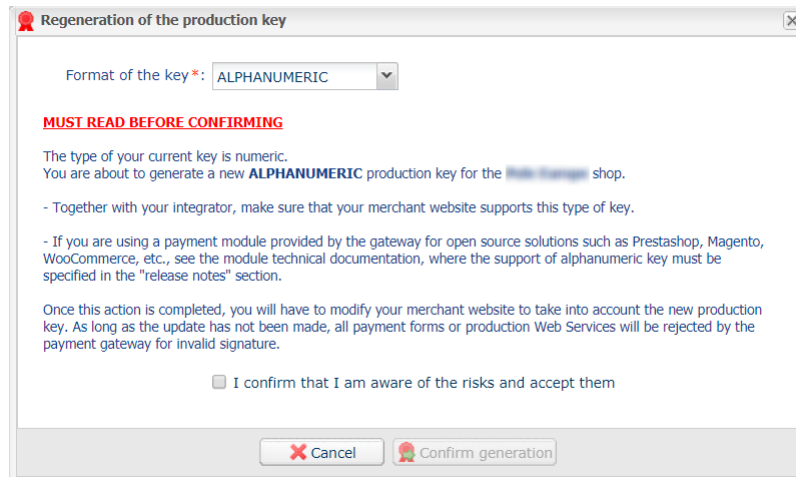 Regeneration of the production key
Format of the key*: ALPHANUMERIC
MUST READ BEFORE CONFIRMING
The type of your current key is numeric.
You are about to generate a new ALPHANUMERIC production key for the shop.
- Together with your integrator, make sure that your merchant website supports this type of key.
- If you are using a payment module provided by the gateway for open source solutions such as Prestashop, Magento,
WooCommerce, etc., see the module technical documentation, where the support of alphanumeric key must be
specified in the "release notes" section.
Once this action is completed, you will have to modify your merchant website to take into account the new production
key. As long as the update has not been made, all payment forms or production Web Services will be rejected by the
payment gateway for invalid signature.
I confirm that I am aware of the risks and accept them
Cancel Confirm generation